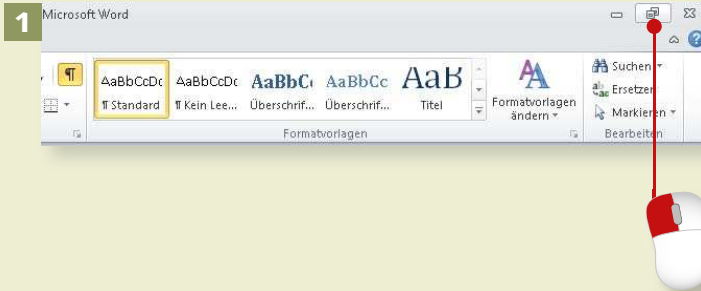 1
Microsoft Word
¶
AaBbCcDc AaBbCcDc AaBbC AaBbCc AaB
¶ Standard ¶ Kein Lee... Überschrif... Überschrif... Titel
Formatvorlagen
ändern
Suchen
Ersetzen
Markieren
Formatvorlagen
Bearbeiten